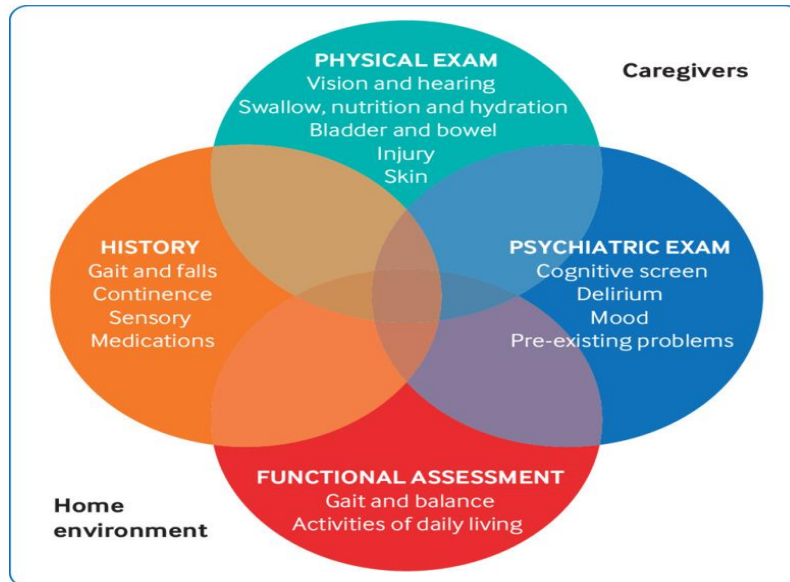 PHYSICAL EXAM
Vision and hearing
Swallow, nutrition and hydration
Bladder and bowel
Injury
Skin
Caregivers
HISTORY
Gait and falls
Continence
Sensory
Medications
PSYCHIATRIC EXAM
Cognitive screen
Delirium
Mood
Pre-existing problems
FUNCTIONAL ASSESSMENT
Gait and balance
Activities of daily living
Home
environment